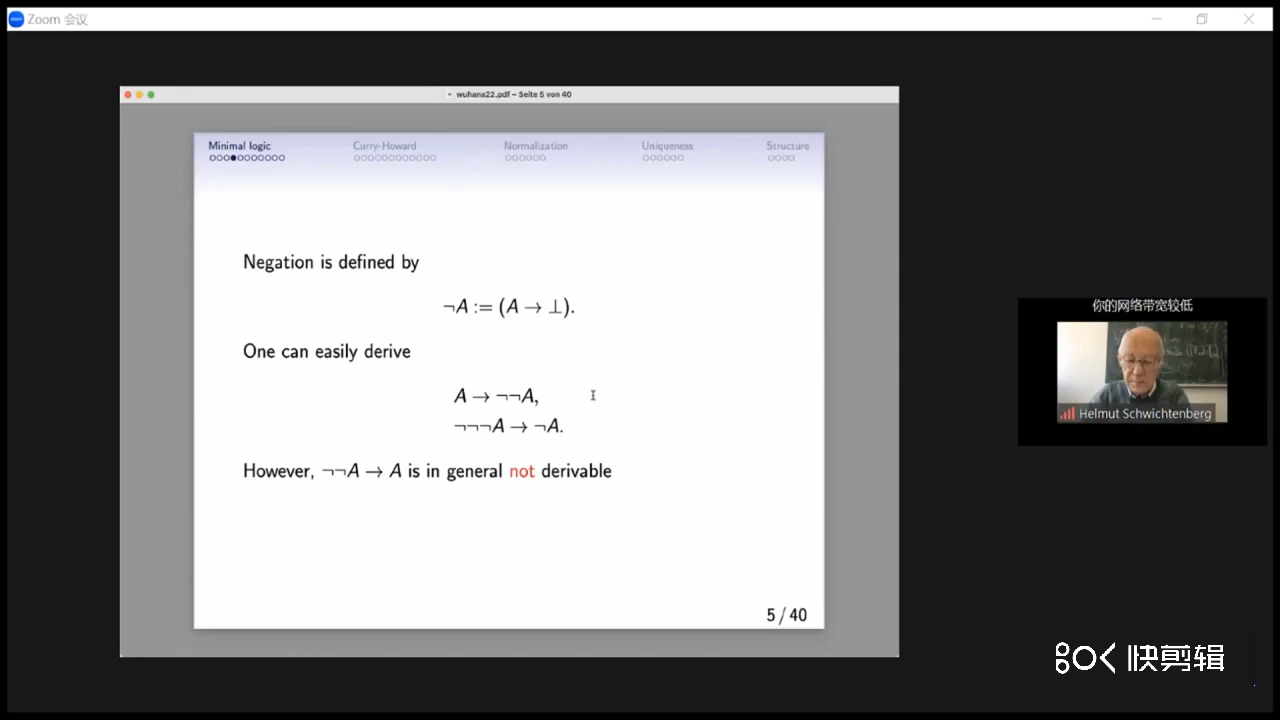 Zoom 会议
wuhana22.pdf – Seite 5 von 40
Minimal logic
Curry-Howard
Normalization
Uniqueness
Structure
Negation is defined by
¬A := (A → ⊥).
One can easily derive
A → ¬¬A,
¬¬¬A → ¬A.
However, ¬¬A → A is in general not derivable
5 / 40
你的网络带宽较低
Helmut Schwichtenberg
快剪辑